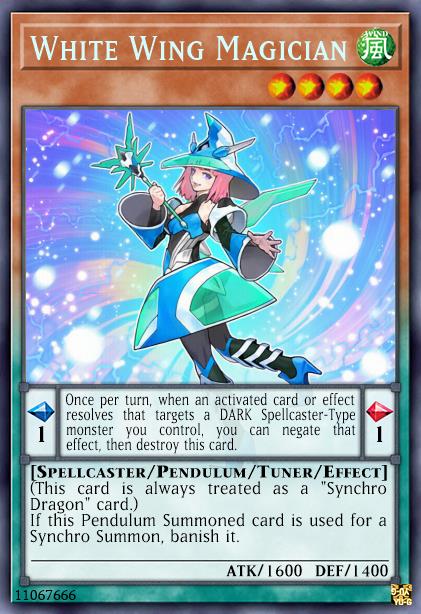 WHITE WING MAGICIAN
WIND
風
Once per turn, when an activated card or effect
resolves that targets a DARK Spellcaster-Type
monster you control, you can negate that
effect, then destroy this card.
1
1
[SPELLCASTER/PENDULUM/TUNER/EFFECT]
(This card is always treated as a "Synchro
Dragon" card.)
If this Pendulum Summoned card is used for a
Synchro Summon, banish it.
ATK/1600 DEF/1400
11067666